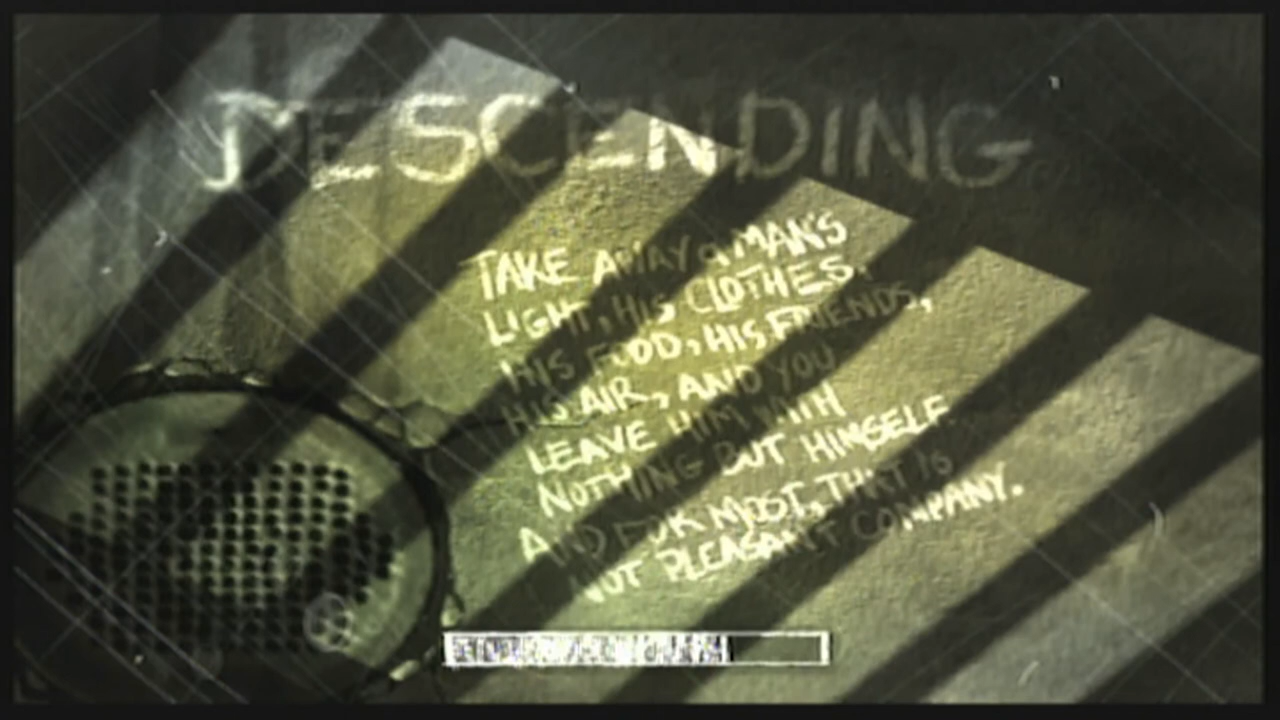 DESCENDING
TAKE AWAY a MAN'S
LIGHT, HIS CLOTHES,
HIS FOOD, HIS FRIENDS,
HIS AIR, AND YOU
LEAVE HIM WITH
NOTHING BUT HIMSELF...
AND FOR MOST, THAT IS
NOT PLEASANT COMPANY.